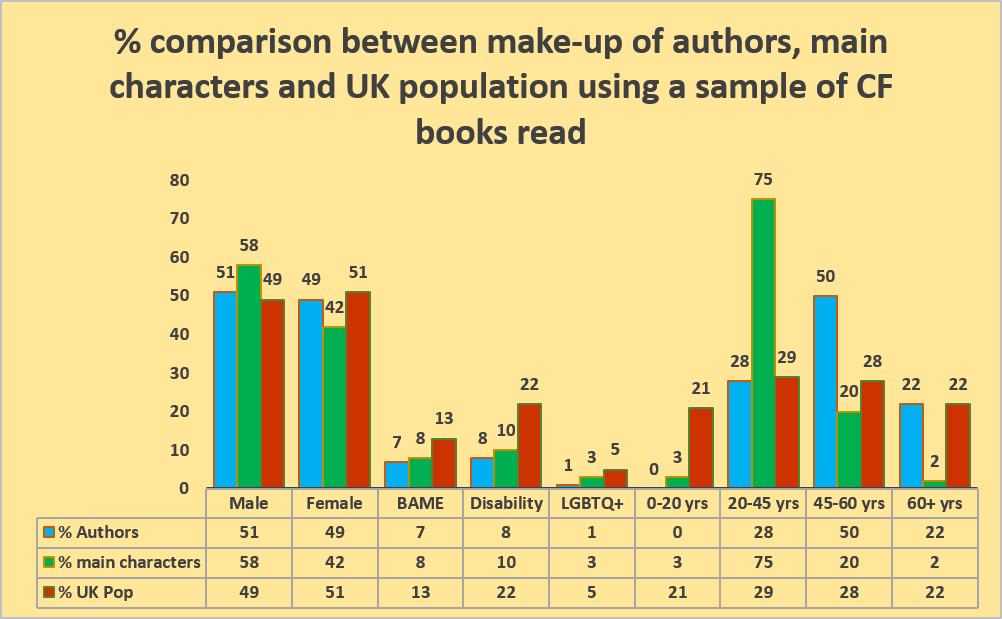 % comparison between make-up of authors, main
characters and UK population using a sample of CF
books read
80
70
60
50
40
30
20
10
0
51 58 49
49 42 51
7 8 13
8 10 22
1 3 5
0 3 21
28 75 29
50 20 28
22 2 22
Male Female BAME Disability LGBTQ+ 0-20 yrs 20-45 yrs 45-60 yrs 60+ yrs
% Authors 51 49 7 8 1 0 28 50 22
% main characters 58 42 8 10 3 3 75 20 2
% UK Pop 49 51 13 22 5 21 29 28 22